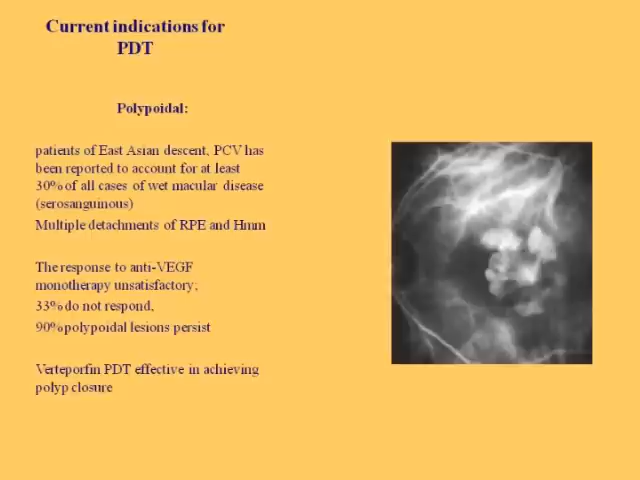 Current indications for
PDT
Polypoidal:
patients of East Asian descent, PCV has
been reported to account for at least
30% of all cases of wet macular disease
(serosanguinous)
Multiple detachments of RPE and Hmm
The response to anti-VEGF
monotherapy unsatisfactory;
33% do not respond,
90% polypoidal lesions persist
Verteporfin PDT effective in achieving
polyp closure